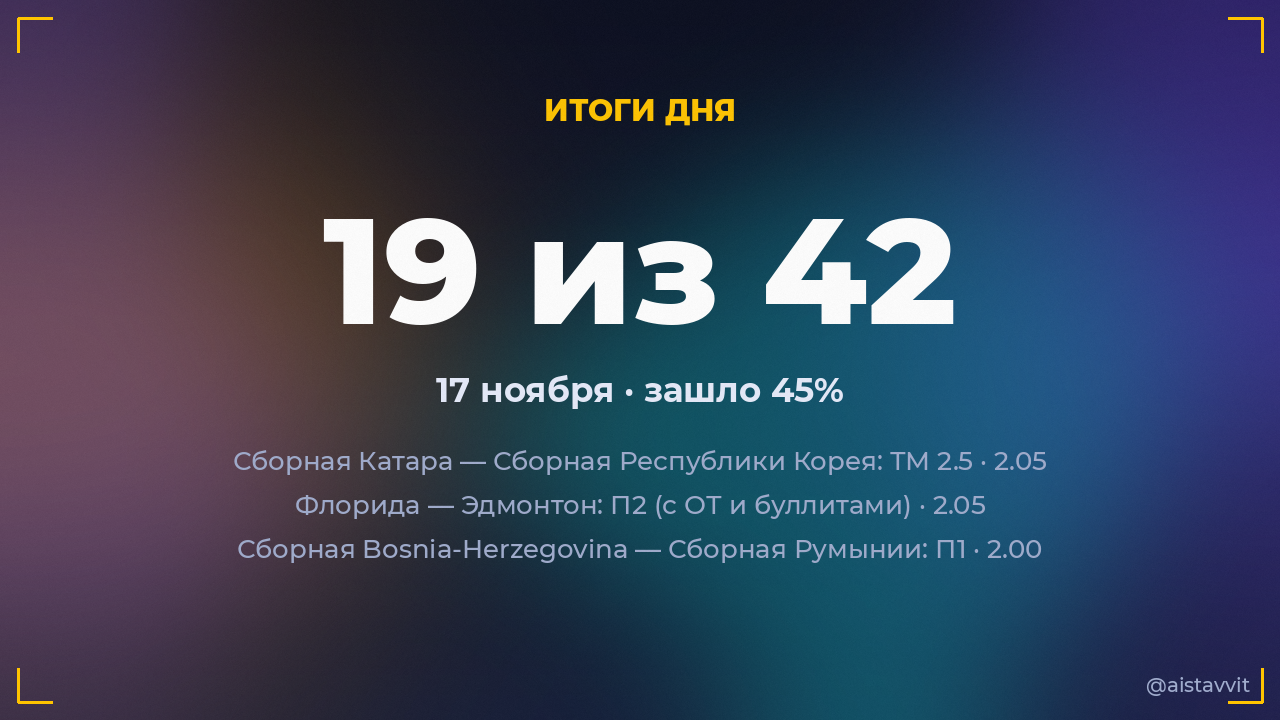 ИТОГИ ДНЯ
19 из 42
17 ноября · зашло 45%
Сборная Катара — Сборная Республики Корея: ТМ 2.5 · 2.05
Флорида — Эдмонтон: П2 (с ОТ и буллитами) · 2.05
Сборная Bosnia-Herzegovina — Сборная Румынии: П1 · 2.00
@aistavvit